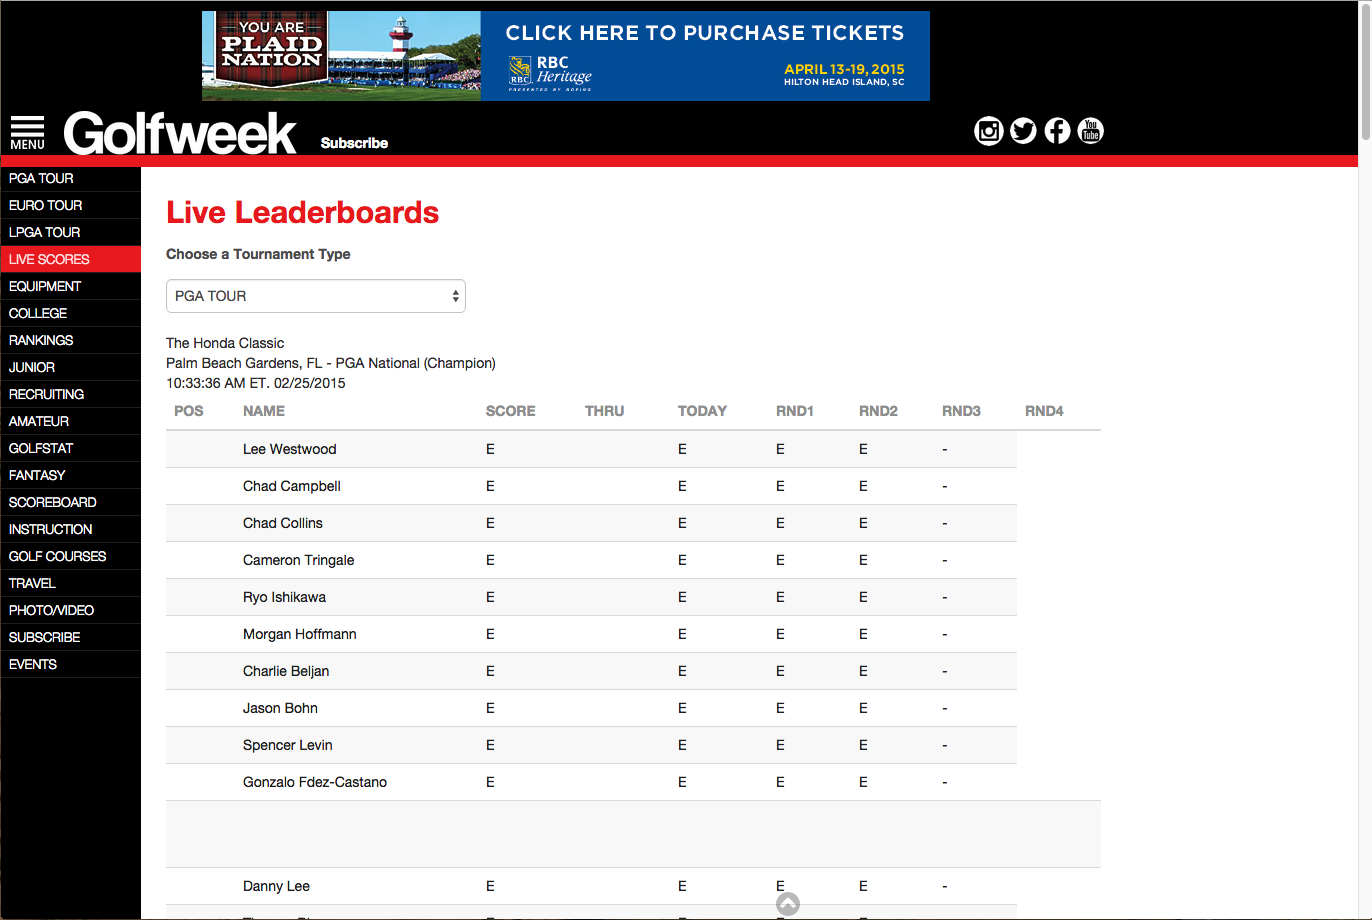 YOU ARE
PLAID
NATION
CLICK HERE TO PURCHASE TICKETS
RBC
RBC
Heritage
PRESENTED BY BOEING
APRIL 13-19, 2015
HILTON HEAD ISLAND, SC
MENU
Golfweek
Subscribe
You
Tube
PGA TOUR
EURO TOUR
LPGA TOUR
LIVE SCORES
EQUIPMENT
COLLEGE
RANKINGS
JUNIOR
RECRUITING
AMATEUR
GOLFSTAT
FANTASY
SCOREBOARD
INSTRUCTION
GOLF COURSES
TRAVEL
PHOTO/VIDEO
SUBSCRIBE
EVENTS
Live Leaderboards
Choose a Tournament Type
PGA TOUR
The Honda Classic
Palm Beach Gardens, FL - PGA National (Champion)
10:33:36 AM ET. 02/25/2015
POS NAME SCORE THRU TODAY RND1 RND2 RND3 RND4
Lee Westwood E E E E -
Chad Campbell E E E E -
Chad Collins E E E E -
Cameron Tringale E E E E -
Ryo Ishikawa E E E E -
Morgan Hoffmann E E E E -
Charlie Beljan E E E E -
Jason Bohn E E E E -
Spencer Levin E E E E -
Gonzalo Fdez-Castano E E E E -
Danny Lee E E E E -